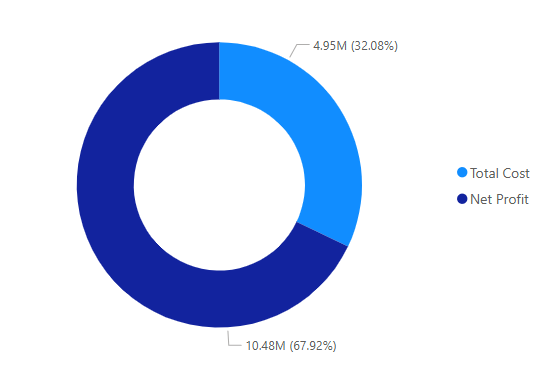 4.95M (32.08%)
Total Cost
Net Profit
10.48M (67.92%)